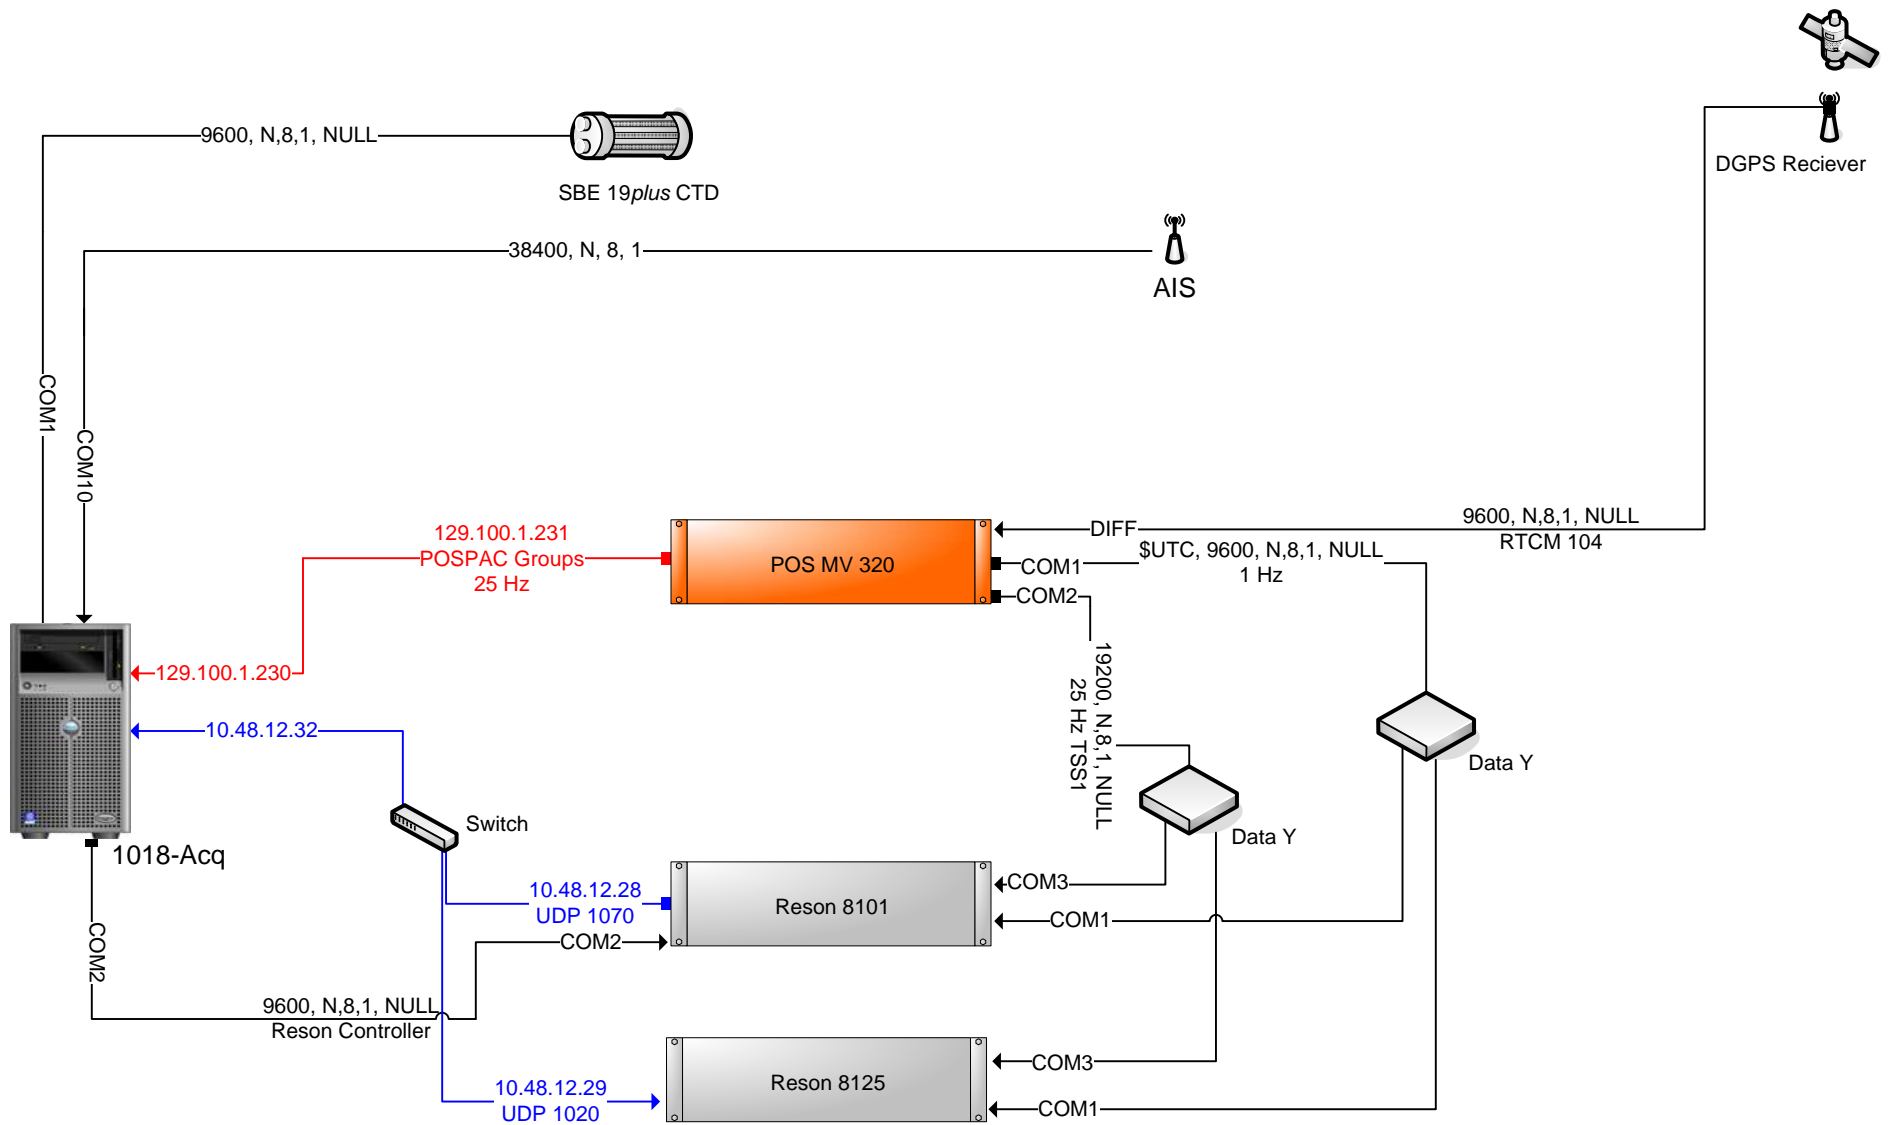 9600, N,8,1, NULL
SBE 19plus CTD
DGPS Reciever
38400, N, 8, 1
AIS
COM1
COM10
129.100.1.231
POSPAC Groups
25 Hz
POS MV 320
DIFF
9600, N,8,1, NULL
RTCM 104
COM1
$UTC, 9600, N,8,1, NULL
1 Hz
COM2
19200, N,8,1, NULL
25 Hz TSS1
129.100.1.230
10.48.12.32
Data Y
Switch
Data Y
1018-Acq
10.48.12.28
UDP 1070
Reson 8101
COM3
COM1
COM2
COM2
9600, N,8,1, NULL
Reson Controller
10.48.12.29
UDP 1020
Reson 8125
COM3
COM1